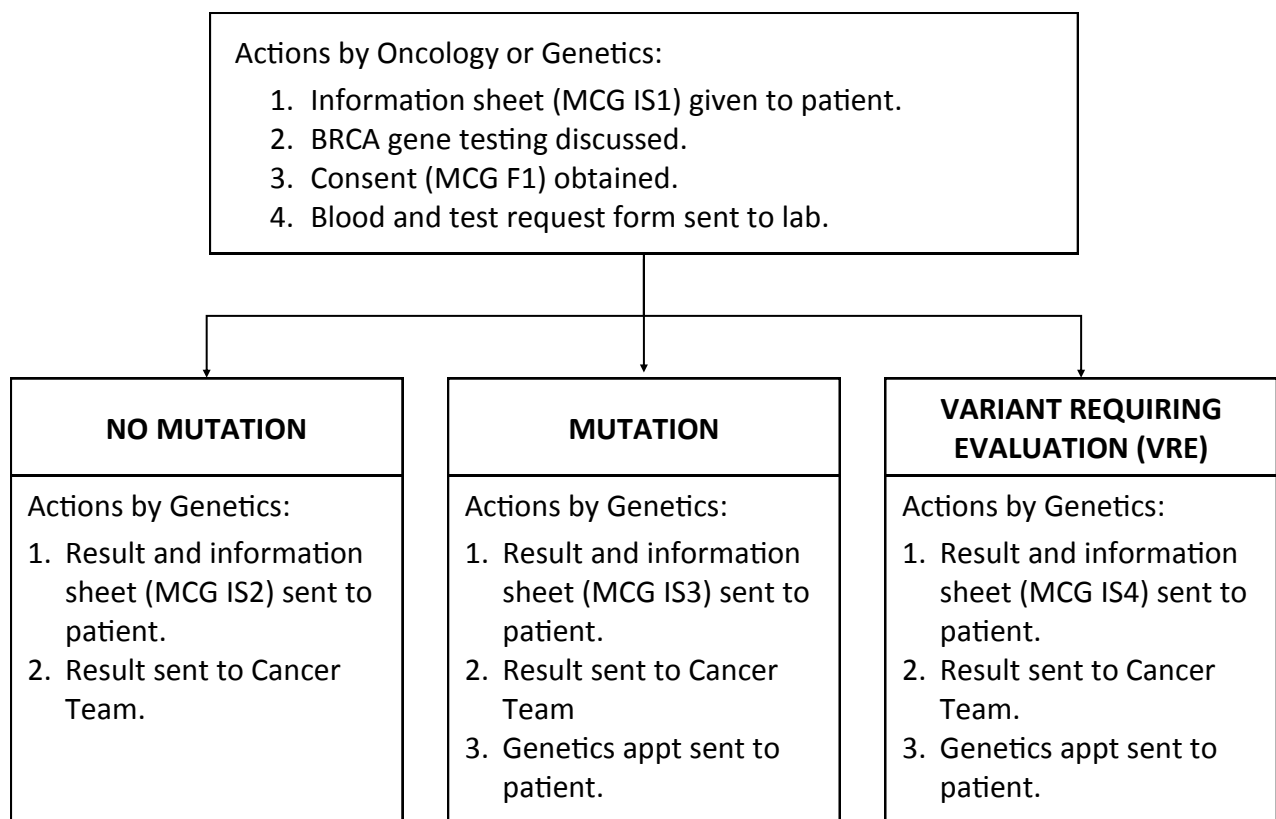 Actions by Oncology or Genetics:
1. Information sheet (MCG IS1) given to patient.
2. BRCA gene testing discussed.
3. Consent (MCG F1) obtained.
4. Blood and test request form sent to lab.
NO MUTATION
Actions by Genetics:
1. Result and information
sheet (MCG IS2) sent to
patient.
2. Result sent to Cancer
Team.
MUTATION
Actions by Genetics:
1. Result and information
sheet (MCG IS3) sent to
patient.
2. Result sent to Cancer
Team
3. Genetics appt sent to
patient.
VARIANT REQUIRING
EVALUATION (VRE)
Actions by Genetics:
1. Result and information
sheet (MCG IS4) sent to
patient.
2. Result sent to Cancer
Team.
3. Genetics appt sent to
patient.